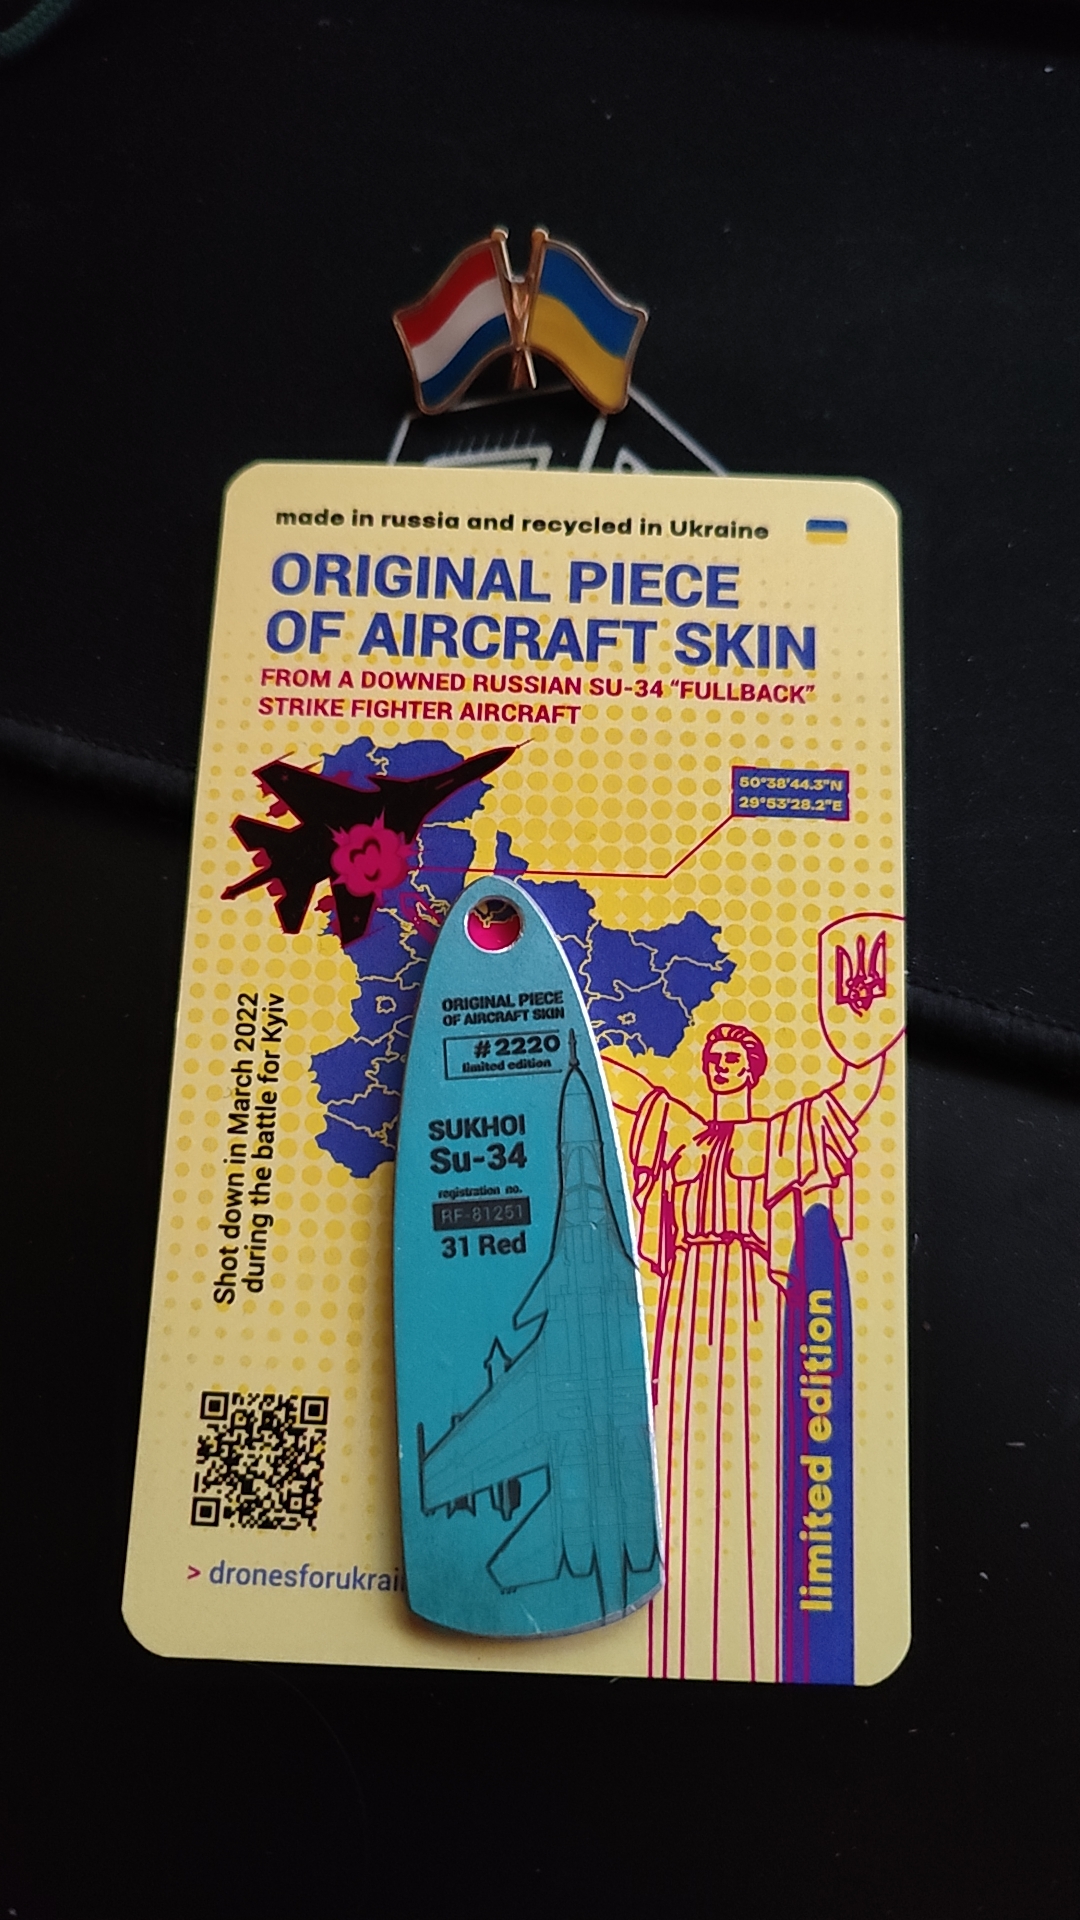 made in russia and recycled in Ukraine
ORIGINAL PIECE
OF AIRCRAFT SKIN
FROM A DOWNED RUSSIAN SU-34 “FULLBACK”
STRIKE FIGHTER AIRCRAFT
50°38'44.3"N
29°53'28.2"E
Shot down in March 2022
during the battle for Kyiv
ORIGINAL PIECE
OF AIRCRAFT SKIN
#2220
limited edition
SUKHOI
Su-34
registration no.
RF-81251
31 Red
limited edition
> dronesforukrai